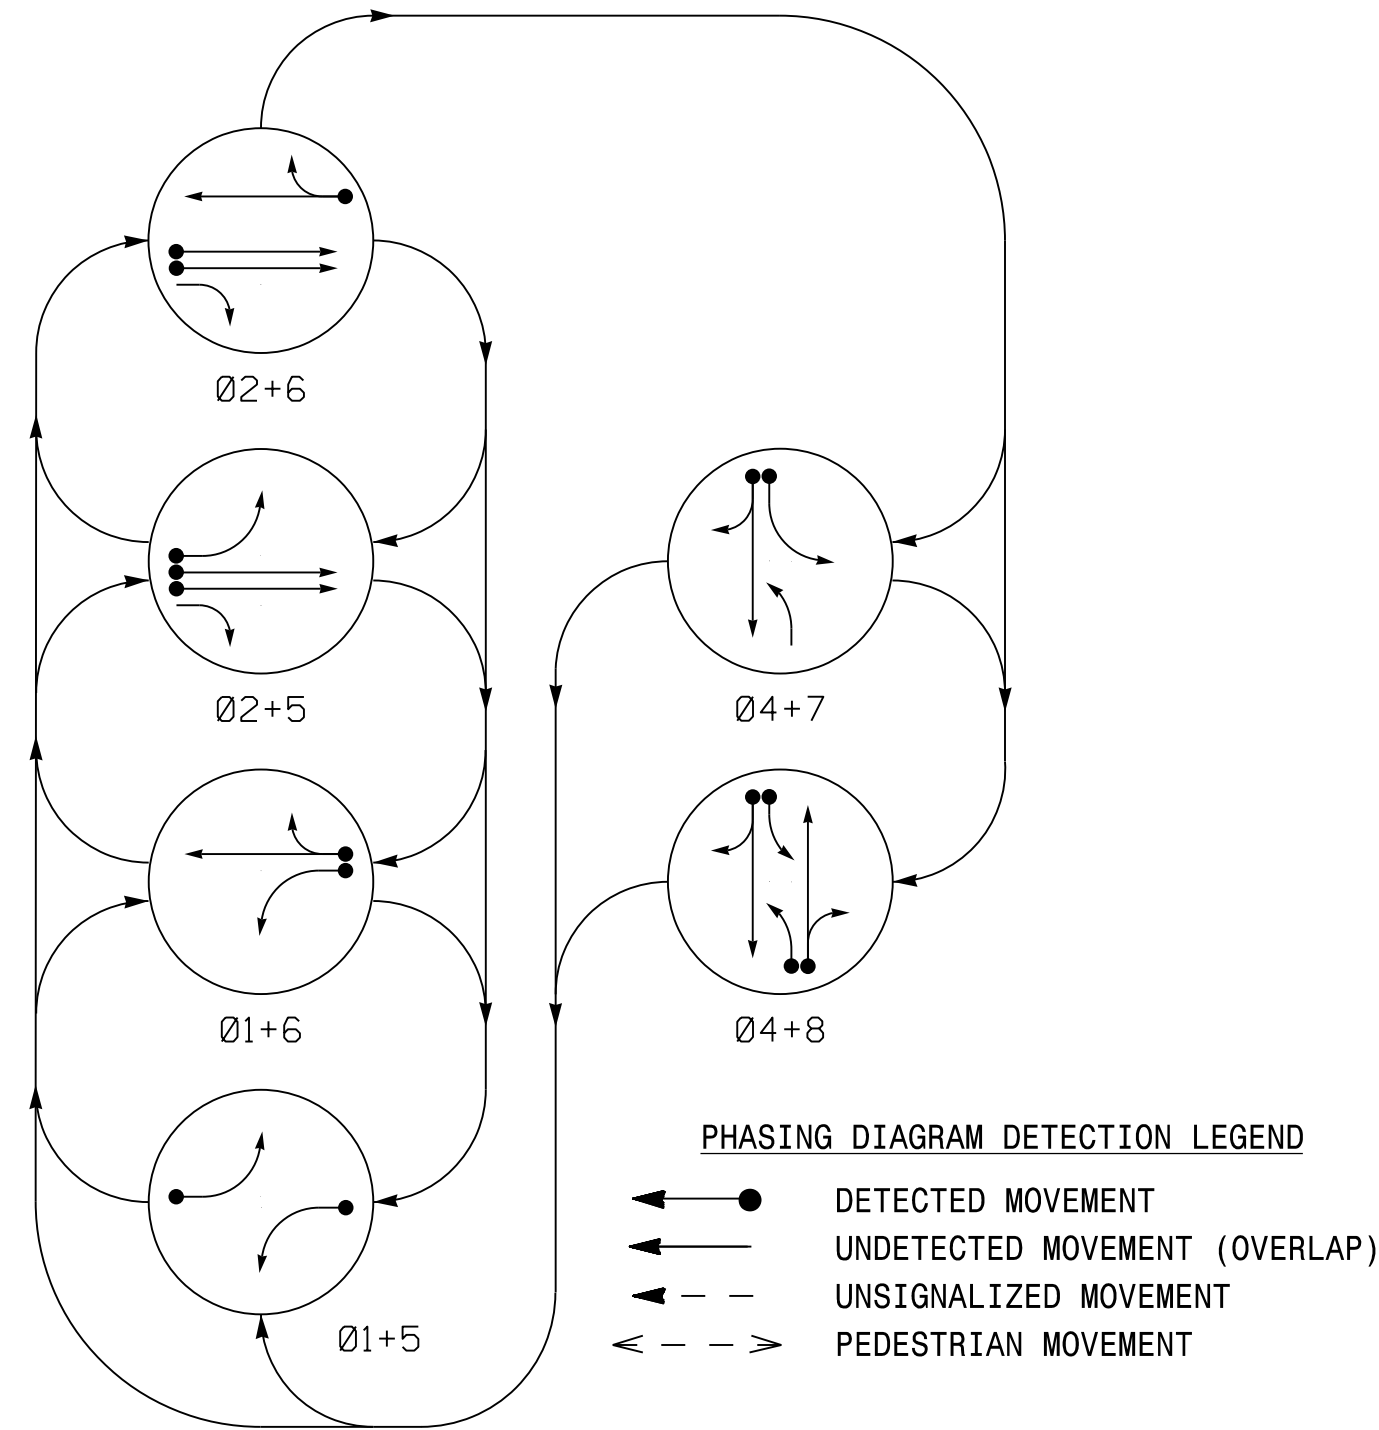 Ø2+6
Ø2+5
Ø4+7
Ø1+6
Ø4+8
PHASING DIAGRAM DETECTION LEGEND
DETECTED MOVEMENT
UNDETECTED MOVEMENT (OVERLAP)
UNSIGNALIZED MOVEMENT
Ø1+5
PEDESTRIAN MOVEMENT